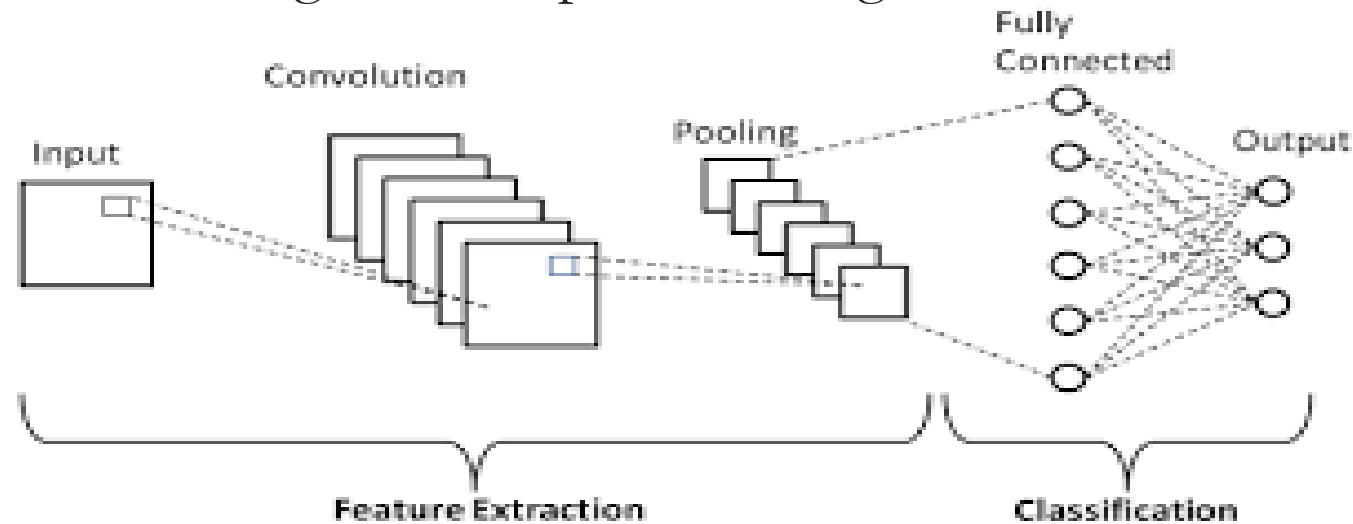 Fully
Connected
Convolution
Pooling
Output
Input
Feature Extraction
Classification